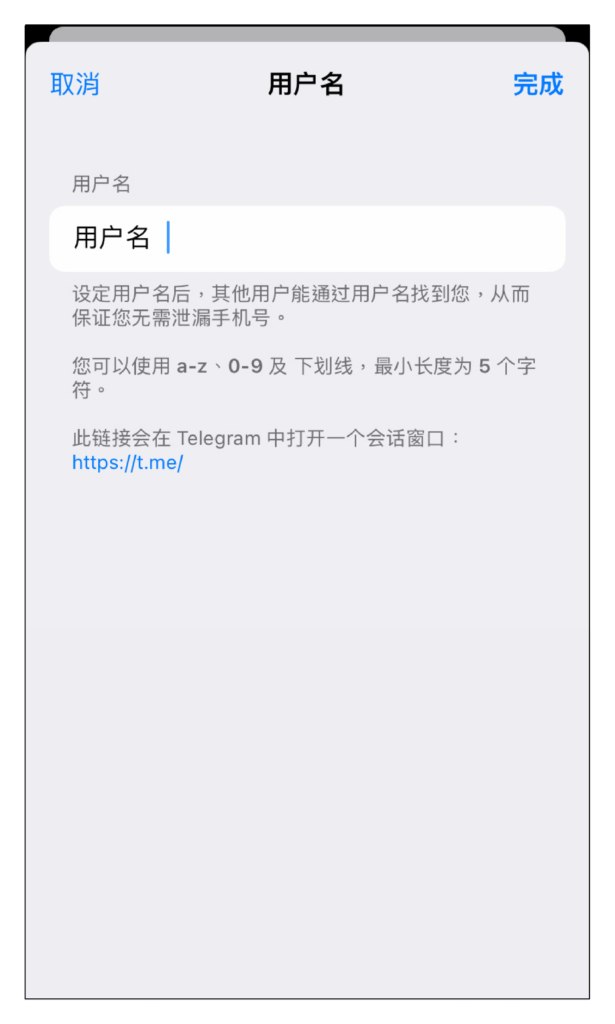 取消 用户名 完成
用户名
用户名
设定用户名后，其他用户能通过用户名找到您，从而
保证您无需泄漏手机号。
您可以使用 a-z、0-9 及 下划线，最小长度为 5 个字
符。
此链接会在 Telegram 中打开一个会话窗口：
https://t.me/